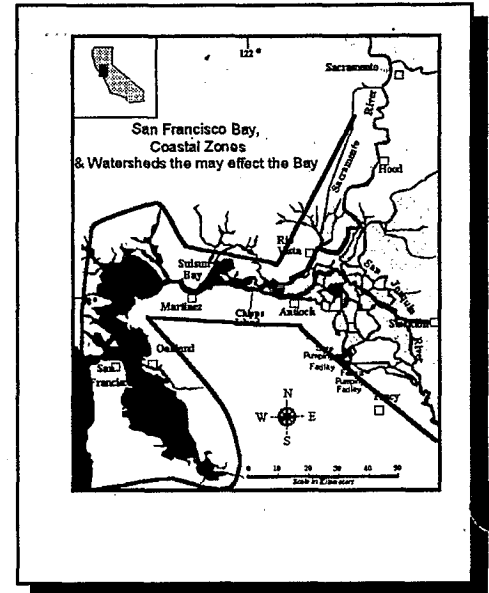 122 °
Sacramento
River
San Francisco Bay,
Coastal Zones
& Watersheds the may effect the Bay
Sacramento
Hood
Rio
Vista
Suisun
Bay
San
Joaquin
Martinez
Chipps
Island
Antioch
Stockton
River
Oakland
San
Francisco
Pumping
Facility
Pumping
Facility
Tracy
N
W
E
S
0 10 20 30 40 50
Scale in Kilometers